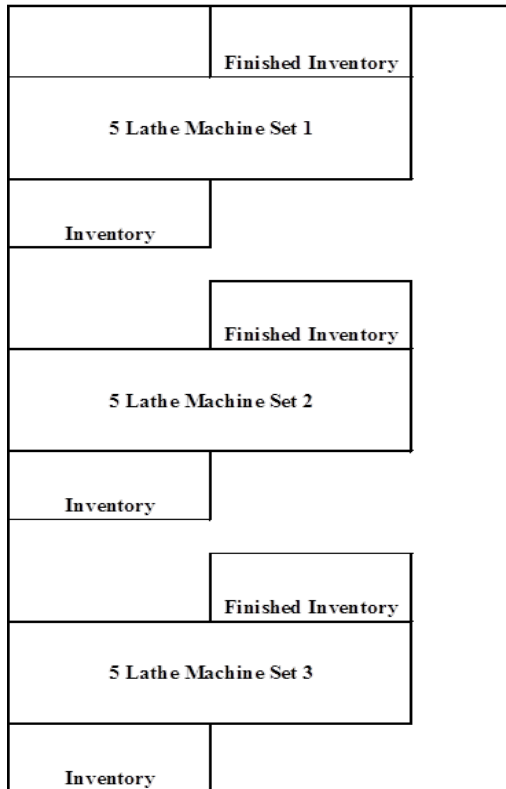 Finished Inventory
5 Lathe Machine Set 1
Inventory
Finished Inventory
5 Lathe Machine Set 2
Inventory
Finished Inventory
5 Lathe Machine Set 3
Inventory